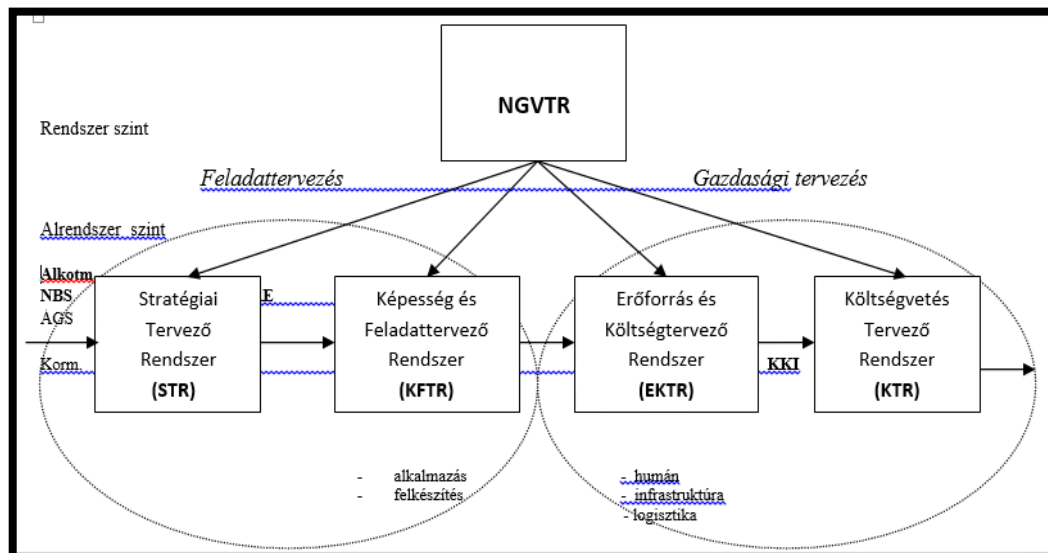 NGVTR
Rendszer szint
Feladattervezés
Gazdasági tervezés
Alrendszer szint
Alkotm
NBS
AGS
Korm.
Stratégiai
Tervező
Rendszer
(STR)
E
Képesség és
Feladattervező
Rendszer
(KFTR)
Erőforrás és
Költségtervező
Rendszer
(EKTR)
KKI
Költségvetés
Tervező
Rendszer
(KTR)
- alkalmazás
- felkészítés
- humán
- infrastruktúra
- logisztika